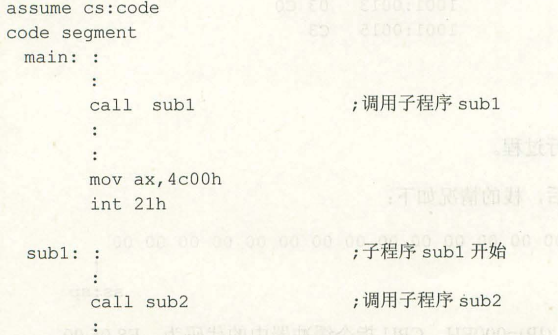 assume cs:code
code segment
main: :
:
call sub1 ;调用子程序 sub1
:
:
mov ax,4c00h
int 21h
sub1: : ;子程序 sub1 开始
:
call sub2 ;调用子程序 sub2
: